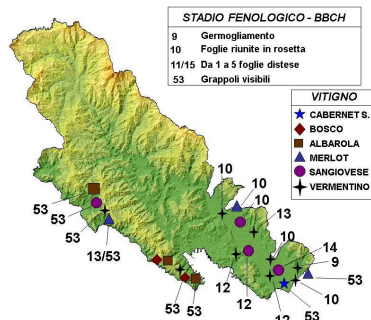 STADIO FENOLOGICO - BBCH
9 Germogliamento
10 Foglie riunite in rosetta
11/15 Da 1 a 5 foglie distese
53 Grappoli visibili
VITIGNO
CABERNET S.
BOSCO
ALBAROLA
MERLOT
SANGIOVESE
VERMENTINO
10
10
10
13
10
14
9
53
53
53
53
13/53
53
53
12
12
12
53
10